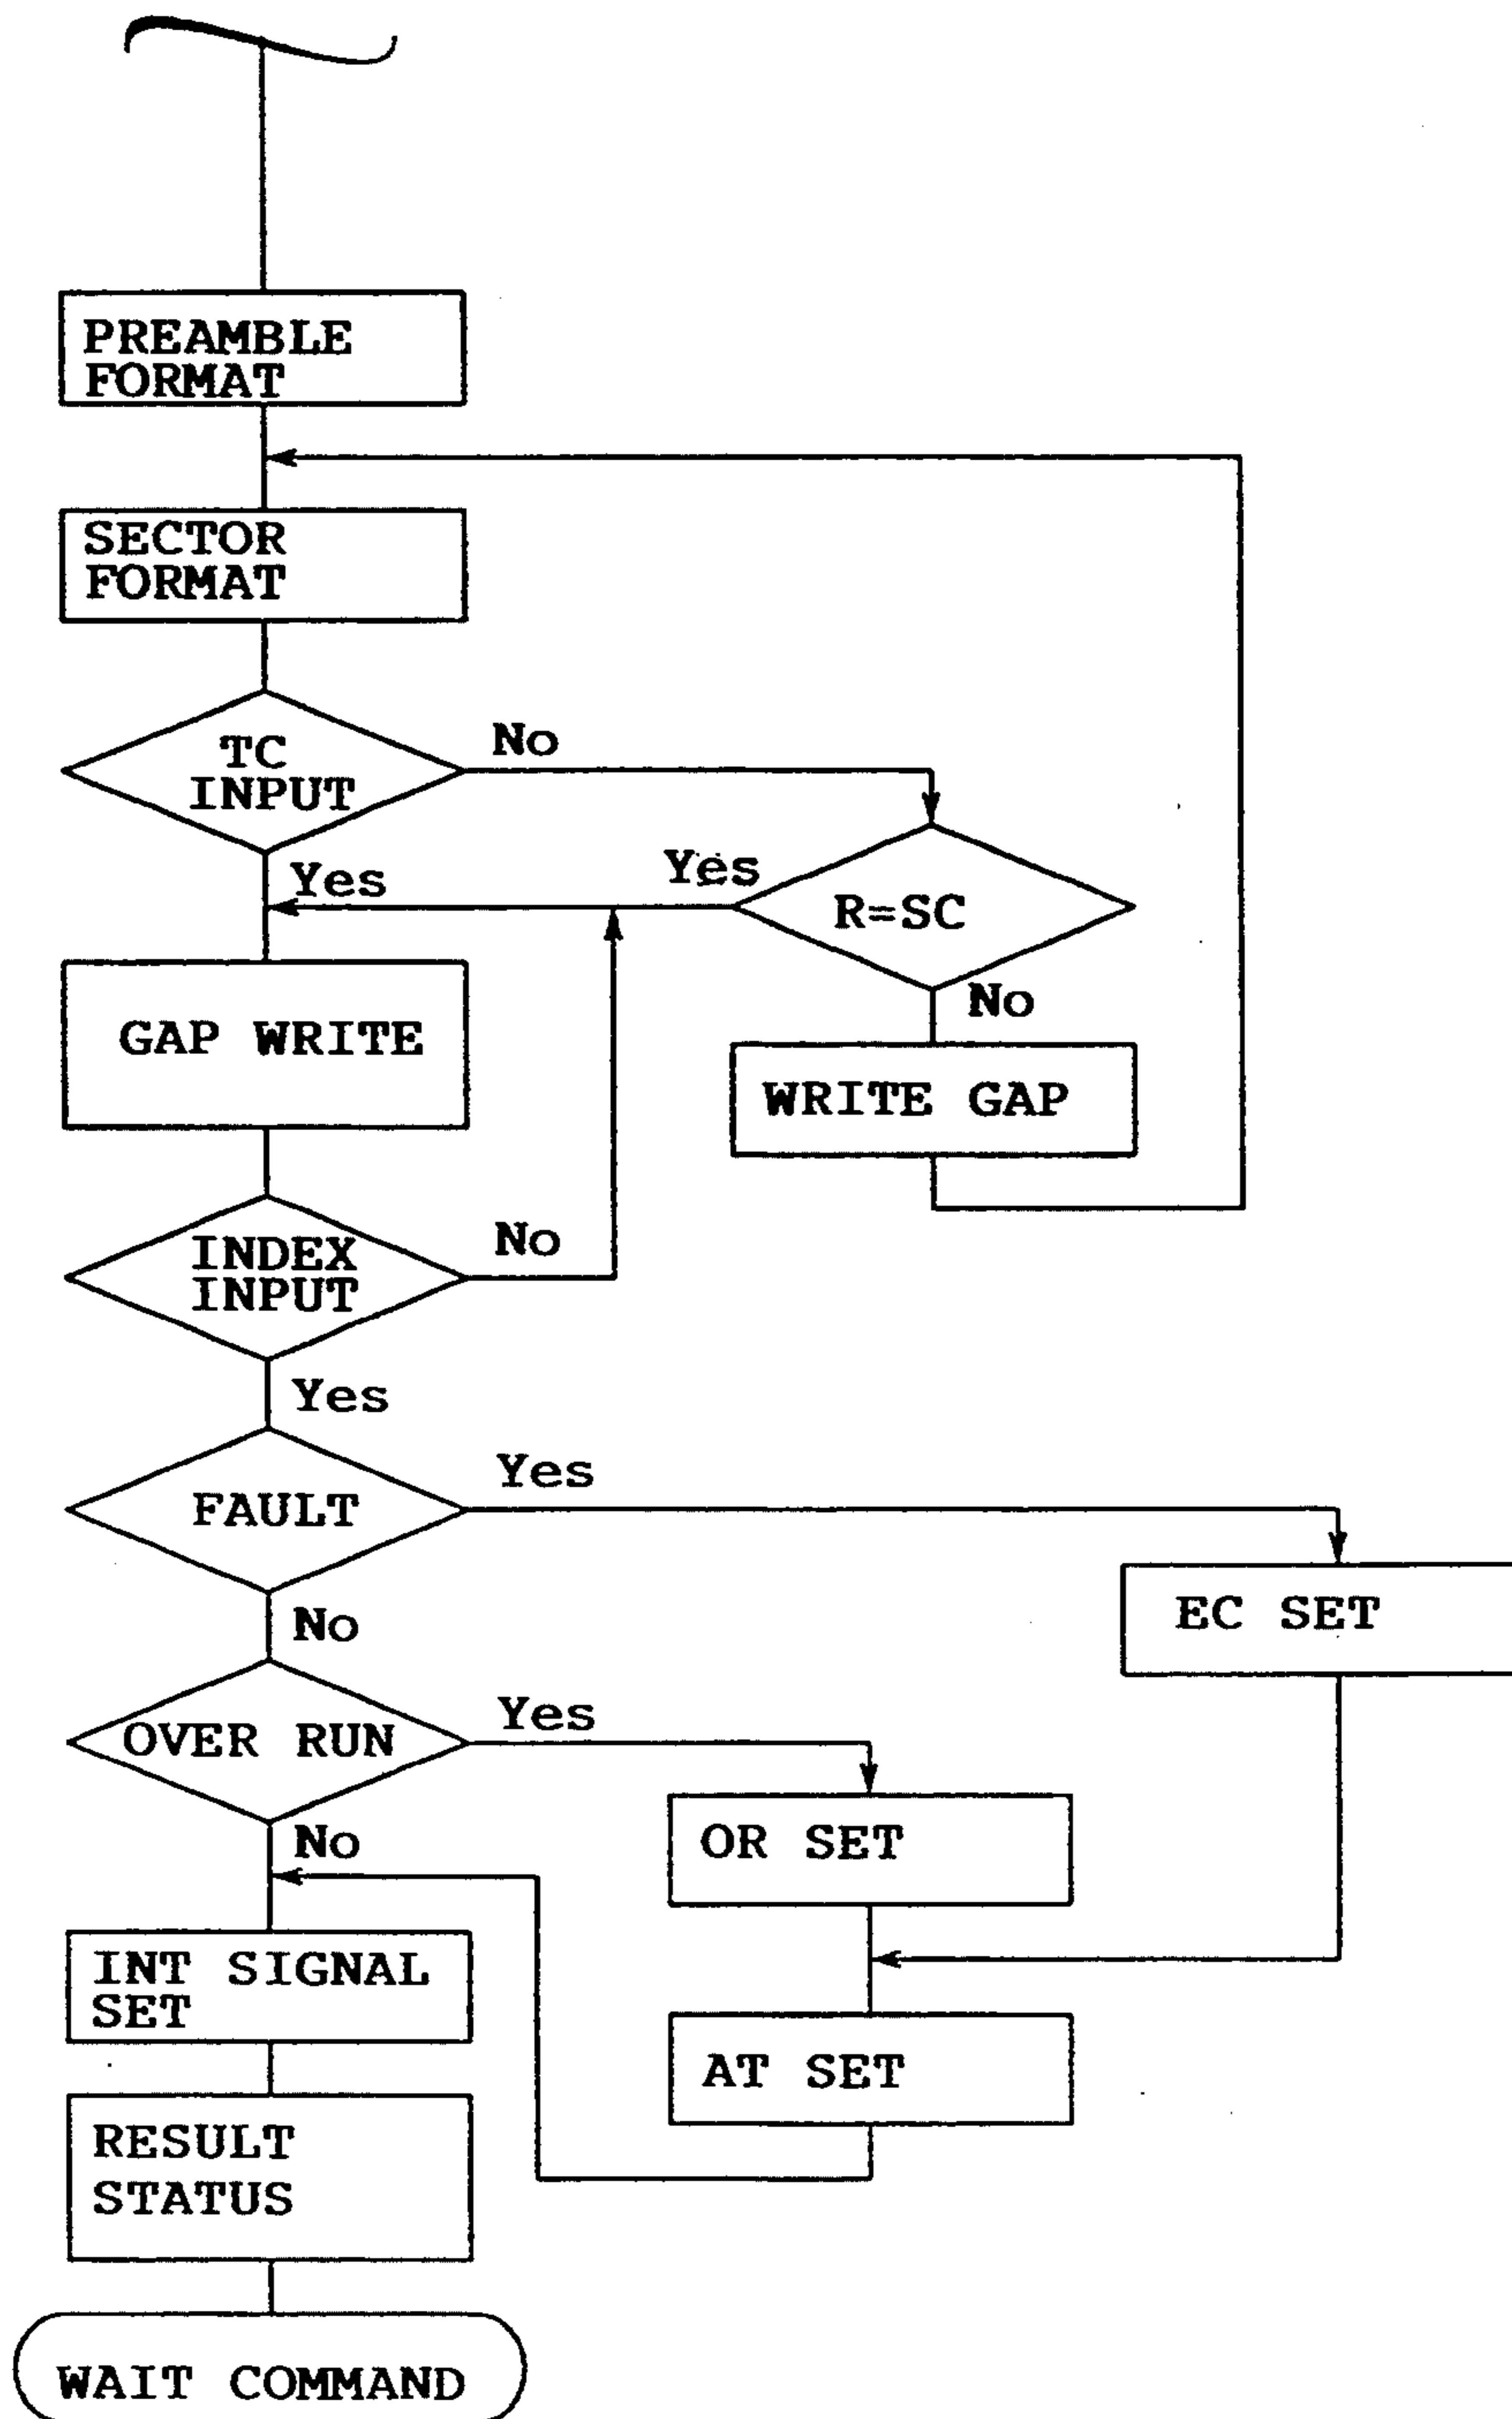 PREAMBLE
FORMAT
SECTOR
FORMAT
TC
INPUT
No
Yes
Yes
R=SC
No
GAP WRITE
WRITE GAP
INDEX
INPUT
No
Yes
FAULT
Yes
No
EC SET
OVER RUN
Yes
No
OR SET
INT SIGNAL
SET
AT SET
RESULT
STATUS
WAIT COMMAND